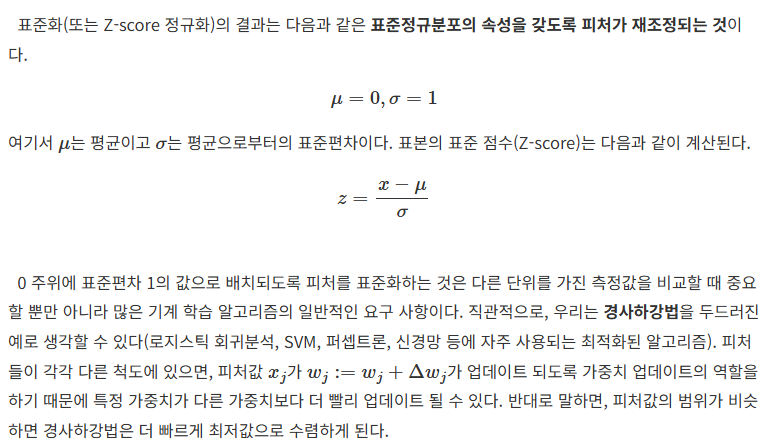 표준화(또는 Z-score 정규화)의 결과는 다음과 같은 표준정규분포의 속성을 갖도록 피처가 재조정되는 것이
다.
μ = 0, σ = 1
여기서 μ는 평균이고 σ는 평균으로부터의 표준편차이다. 표본의 표준 점수(Z-score)는 다음과 같이 계산된다.
z = (x − μ) / σ
0 주위에 표준편차 1의 값으로 배치되도록 피처를 표준화하는 것은 다른 단위를 가진 측정값을 비교할 때 중요
할 뿐만 아니라 많은 기계 학습 알고리즘의 일반적인 요구 사항이다. 직관적으로, 우리는 경사하강법을 두드러진
예로 생각할 수 있다(로지스틱 회귀분석, SVM, 퍼셉트론, 신경망 등에 자주 사용되는 최적화된 알고리즘). 피처
들이 각각 다른 척도에 있으면, 피처값 x_j가 w_j := w_j + Δw_j가 업데이트 되도록 가중치 업데이트의 역할을
하기 때문에 특정 가중치가 다른 가중치보다 더 빨리 업데이트 될 수 있다. 반대로 말하면, 피처값의 범위가 비슷
하면 경사하강법은 더 빠르게 최저값으로 수렴하게 된다.